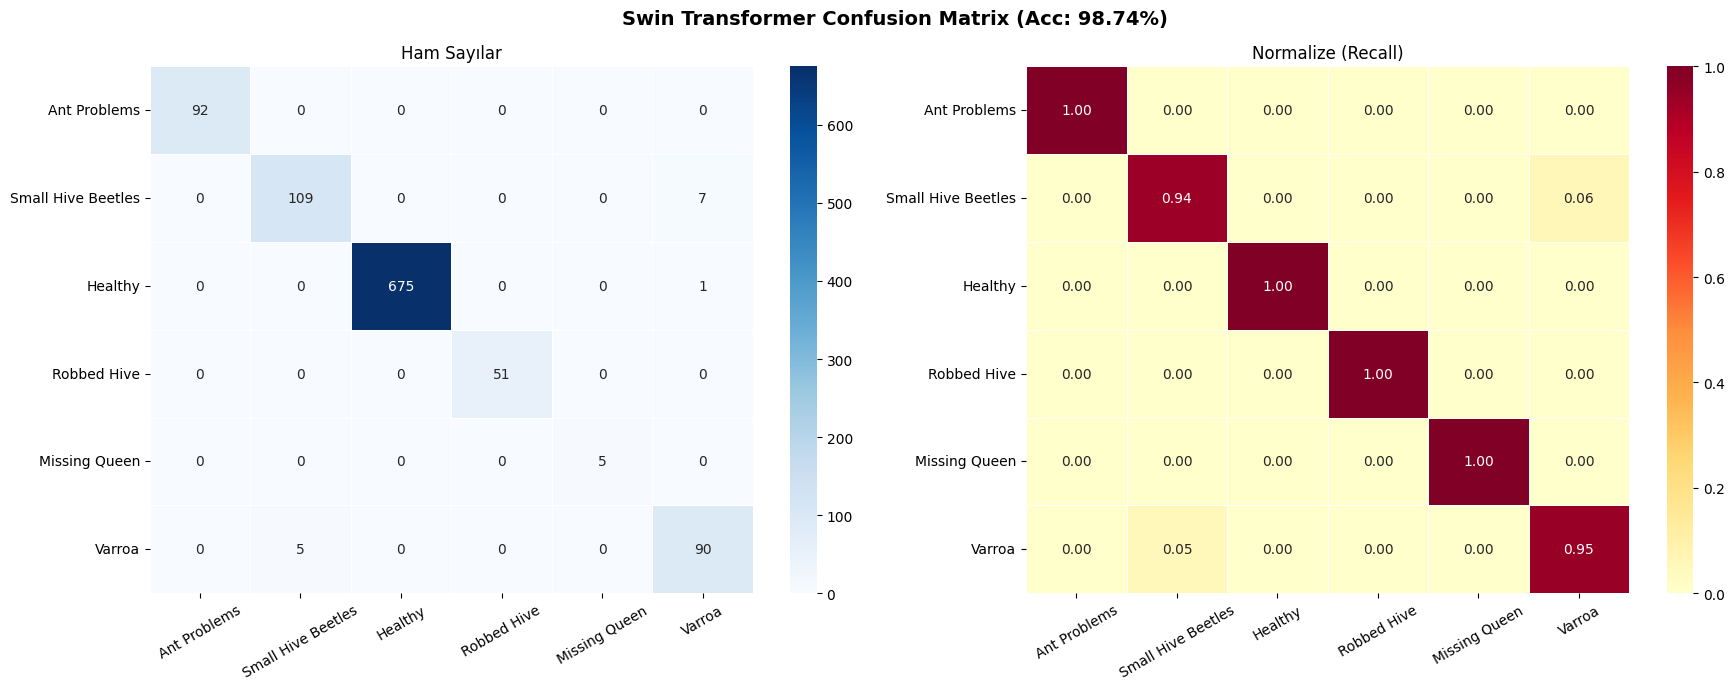 Swin Transformer Confusion Matrix (Acc: 98.74%)
Ham Sayılar
Ant Problems 92 0 0 0 0 0
Small Hive Beetles 0 109 0 0 0 7
Healthy 0 0 675 0 0 1
Robbed Hive 0 0 0 51 0 0
Missing Queen 0 0 0 0 5 0
Varroa 0 5 0 0 0 90
Ant Problems Small Hive Beetles Healthy Robbed Hive Missing Queen Varroa
600
500
400
300
200
100
0
Normalize (Recall)
Ant Problems 1.00 0.00 0.00 0.00 0.00 0.00
Small Hive Beetles 0.00 0.94 0.00 0.00 0.00 0.06
Healthy 0.00 0.00 1.00 0.00 0.00 0.00
Robbed Hive 0.00 0.00 0.00 1.00 0.00 0.00
Missing Queen 0.00 0.00 0.00 0.00 1.00 0.00
Varroa 0.00 0.05 0.00 0.00 0.00 0.95
Ant Problems Small Hive Beetles Healthy Robbed Hive Missing Queen Varroa
1.0
0.8
0.6
0.4
0.2
0.0